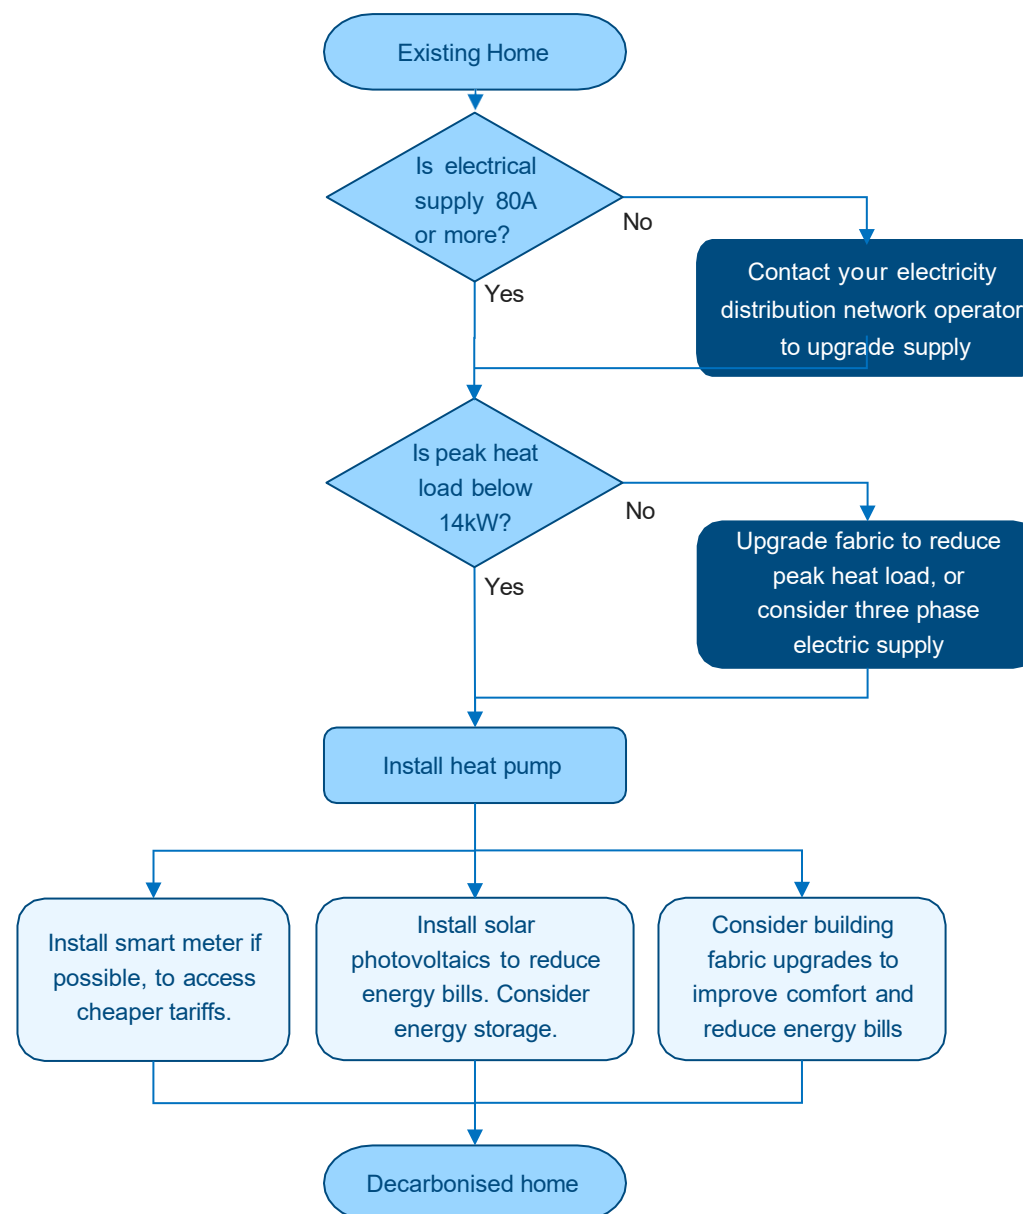 Existing Home
Is electrical
supply 80A
or more?
No
Yes
Contact your electricity
distribution network operator
to upgrade supply
Is peak heat
load below
14kW?
No
Yes
Upgrade fabric to reduce
peak heat load, or
consider three phase
electric supply
Install heat pump
Install smart meter if
possible, to access
cheaper tariffs.
Install solar
photovoltaics to reduce
energy bills. Consider
energy storage.
Consider building
fabric upgrades to
improve comfort and
reduce energy bills
Decarbonised home